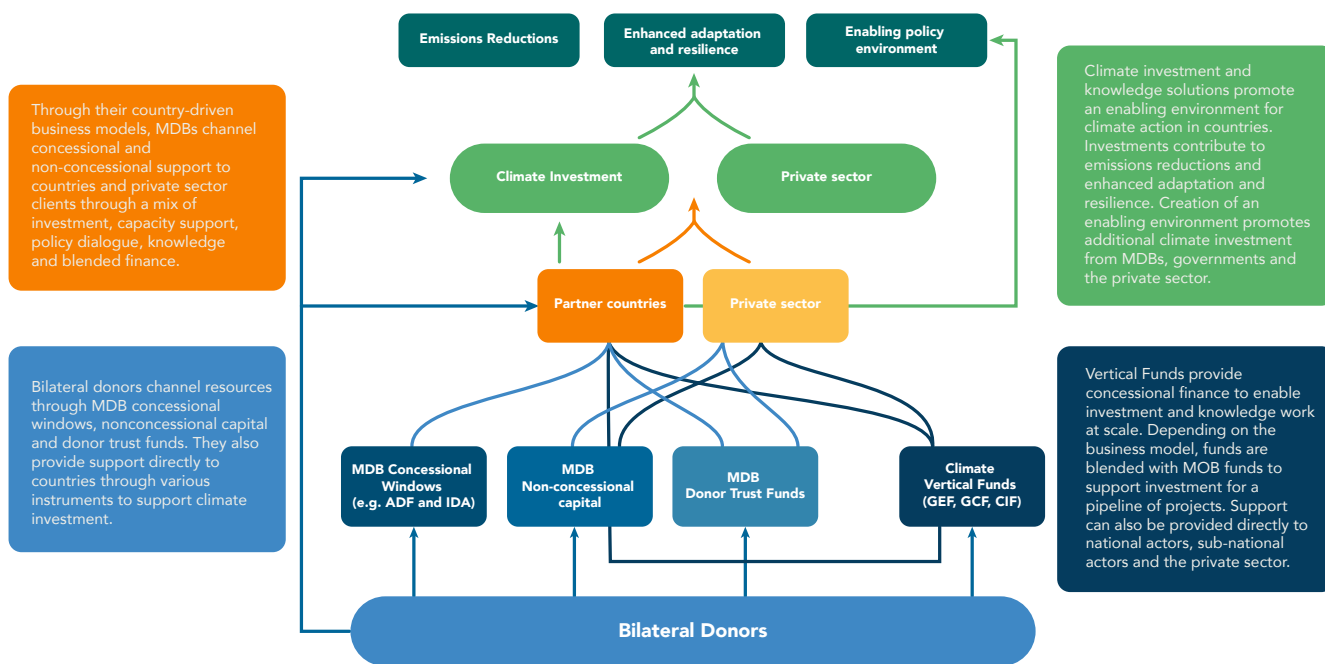 Emissions Reductions
Enhanced adaptation
and resilience
Enabling policy
environment
Through their country-driven
business models, MDBs channel
concessional and
non-concessional support to
countries and private sector
clients through a mix of
investment, capacity support,
policy dialogue, knowledge
and blended finance.
Climate investment and
knowledge solutions promote
an enabling environment for
climate action in countries.
Investments contribute to
emissions reductions and
enhanced adaptation and
resilience. Creation of an
enabling environment promotes
additional climate investment
from MDBs, governments and
the private sector.
Climate Investment
Private sector
Partner countries
Private sector
Bilateral donors channel resources
through MDB concessional
windows, nonconcessional capital
and donor trust funds. They also
provide support directly to
countries through various
instruments to support climate
investment.
MDB Concessional
Windows
(e.g. ADF and IDA)
MDB
Non-concessional
capital
MDB
Donor Trust Funds
Climate
Vertical Funds
(GEF, GCF, CIF)
Vertical Funds provide
concessional finance to enable
investment and knowledge work
at scale. Depending on the
business model, funds are
blended with MOB funds to
support investment for a
pipeline of projects. Support
can also be provided directly to
national actors, sub-national
actors and the private sector.
Bilateral Donors